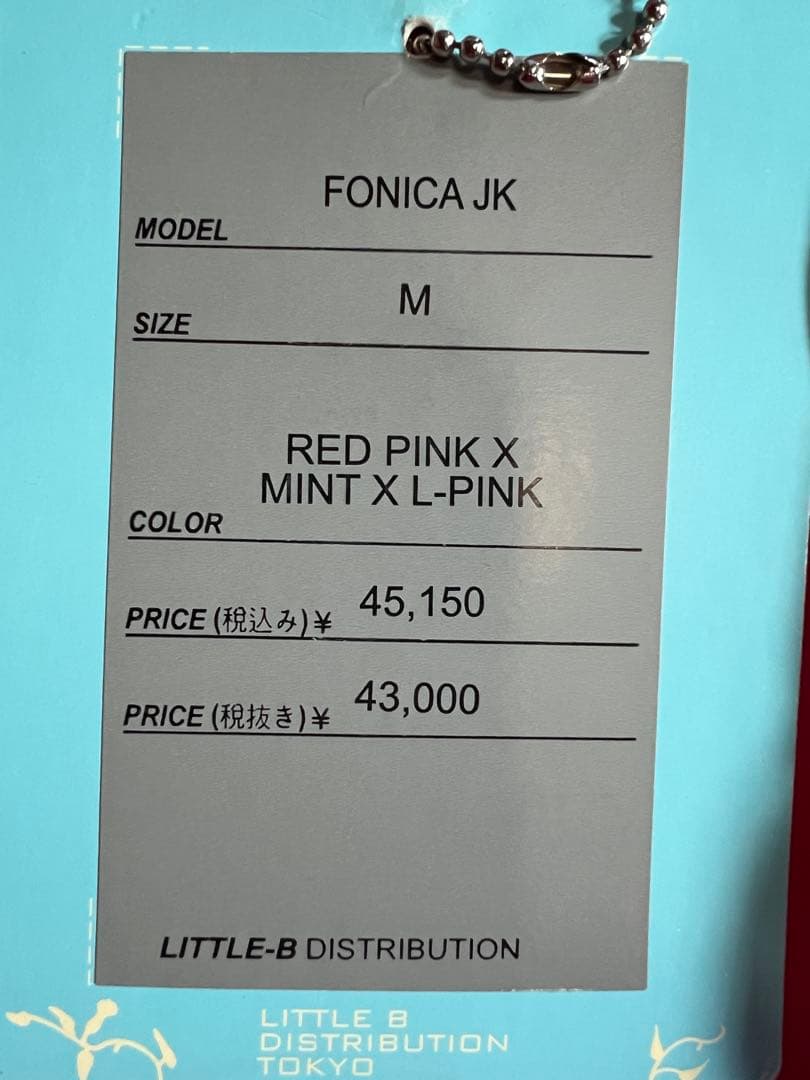 FONICA JK
MODEL
M
SIZE
RED PINK X
MINT X L-PINK
COLOR
PRICE (税込み)¥ 45,150
PRICE (税抜き)¥ 43,000
LITTLE-B DISTRIBUTION
LITTLE B
DISTRIBUTION
TOKYO